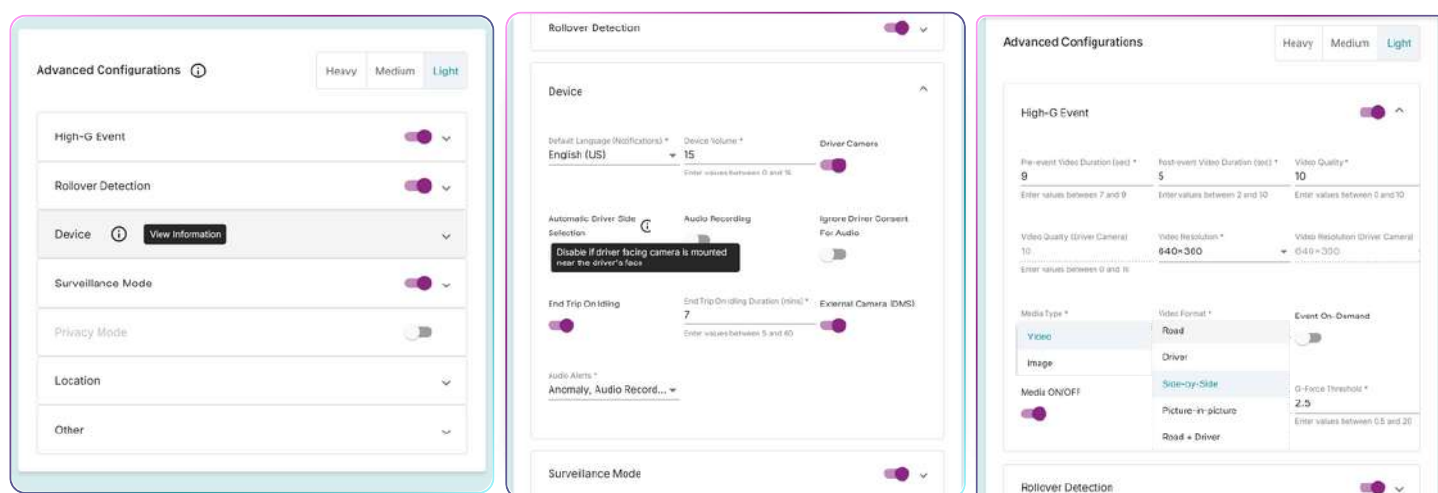 Advanced Configurations
Heavy
Medium
Light
High-G Event
Rollover Detection
Device
View Information
Surveillance Mode
Privacy Mode
Location
Other
Rollover Detection
Device
Default Language (Notifications) *
English (US)
Device Volume *
15
Enter values between 0 and 15
Driver Camera
Automatic Driver Side
Selection
Audio Recording
Ignore Driver Consent
For Audio
Disable if driver facing camera is mounted
near the driver's face
End Trip On Idling
End Trip On Idling Duration (mins) *
7
Enter values between 5 and 60
External Camera (DMS)
Audio Alerts *
Anomaly, Audio Record...
Surveillance Mode
Advanced Configurations
Heavy
Medium
Light
High-G Event
Pre-event Video Duration (sec) *
9
Enter values between 7 and 9
Post-event Video Duration (sec) *
5
Enter values between 2 and 10
Video Quality *
10
Enter values between 0 and 10
Video Quality (Driver Camera)
10
Enter values between 0 and 10
Video Resolution *
640×360
Video Resolution (Driver Camera)
640×360
Media Type *
Video
Image
Video Format *
Road
Driver
Side-by-Side
Picture-in-picture
Road + Driver
Event On-Demand
Media ON/OFF
G-Force Threshold *
2.5
Enter values between 0.5 and 20
Rollover Detection